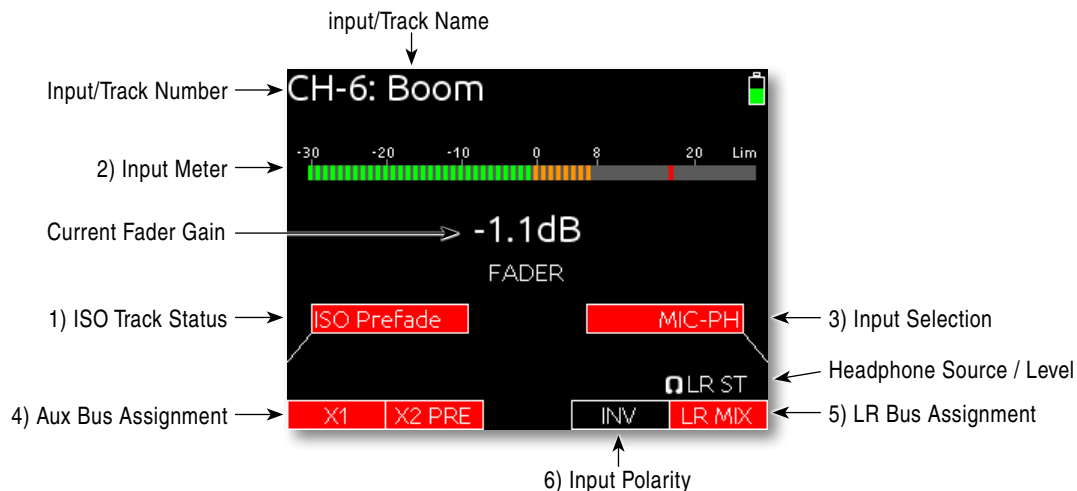 input/Track Name
Input/Track Number
CH-6: Boom
2) Input Meter
-30 -20 -10 0 8 20 Lim
Current Fader Gain
-1.1dB
FADER
1) ISO Track Status
ISO Prefade
MIC-PH
3) Input Selection
LR ST
Headphone Source / Level
4) Aux Bus Assignment
X1
X2 PRE
INV
LR MIX
5) LR Bus Assignment
6) Input Polarity